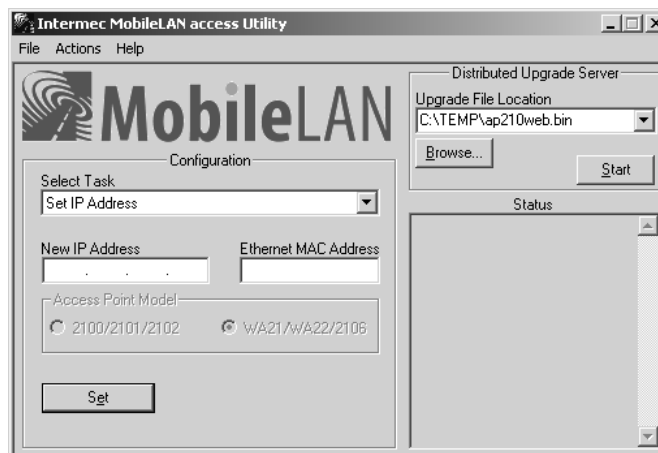 Intermec MobileLAN access Utility
File Actions Help
MobileLAN
Configuration
Select Task
Set IP Address
New IP Address
Ethernet MAC Address
. . .
Access Point Model
2100/2101/2102
WA21/WA22/2106
Set
Distributed Upgrade Server
Upgrade File Location
C:\TEMP\ap210web.bin
Browse...
Start
Status